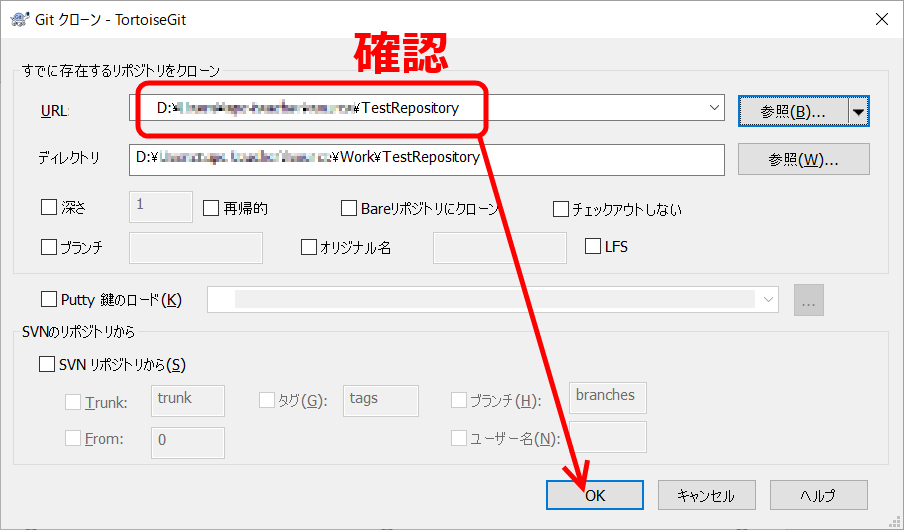 Git クローン - TortoiseGit
確認
すでに存在するリポジトリをクローン
URL:
D:¥ ¥TestRepository
参照(B)...
ディレクトリ
D:¥ ¥Work¥TestRepository
参照(W)...
深さ
1
再帰的
Bareリポジトリにクローン
チェックアウトしない
ブランチ
オリジナル名
LFS
Putty 鍵のロード(K)
...
SVNのリポジトリから
SVN リポジトリから(S)
Trunk:
trunk
タグ(G):
tags
ブランチ(H):
branches
From:
0
ユーザー名(N):
OK
キャンセル
ヘルプ